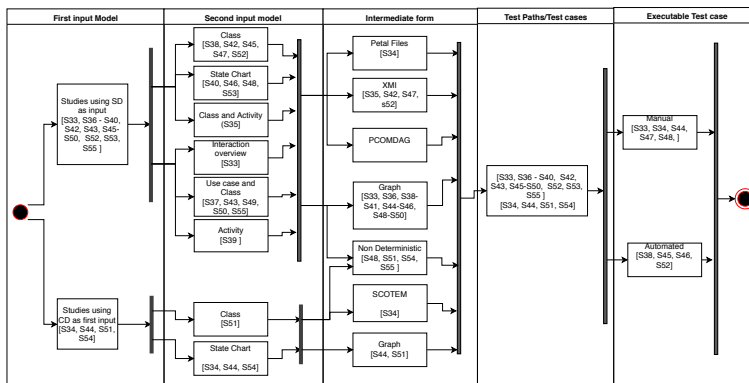 First input Model
Second input model
Intermediate form
Test Paths/Test cases
Executable Test case
Studies using SD
as input
[S33, S36 - S40,
S42, S43, S45-
S50, S52, S53,
S55 ]
Studies using
CD as first input
[S34, S44, S51,
S54]
Class
[S38, S42, S45,
S47, S52]
State Chart
[S40, S46, S48,
S53]
Class and Activity
(S35]
Interaction
overview
[S33]
Use case and
Class
[S37, S43, S49,
S50, S55]
Activity
[S39 ]
Class
[S51]
State Chart
[S34, S44, S54]
Petal Files
[S34]
XMI
[S35, S42, S47,
s52]
PCOMDAG
Graph
[S33, S36, S38-
S41, S44-S46,
S48-S50]
Non Deterministic
[S48, S51, S54,
S55 ]
SCOTEM
[S34]
Graph
[S44, S51]
[S33, S36 - S40, S42,
S43, S45-S50, S52, S53,
S55 ]
[S34, S44, S51, S54]
Manual
[S33, S34, S44,
S47, S48, ]
Automated
[S38, S45, S46,
S52]